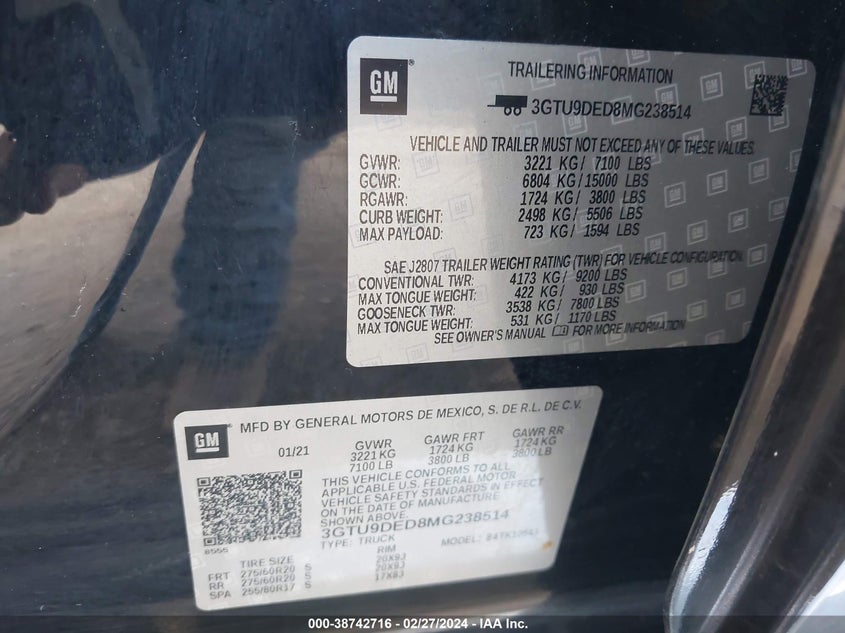 GM
TRAILERING INFORMATION
3GTU9DED8MG238514
VEHICLE AND TRAILER MUST NOT EXCEED ANY OF THESE VALUES.
GVWR: 3221 KG / 7100 LBS
GCWR: 6804 KG / 15000 LBS
RGAWR: 1724 KG / 3800 LBS
CURB WEIGHT: 2498 KG / 5506 LBS
MAX PAYLOAD: 723 KG / 1594 LBS
SAE J2807 TRAILER WEIGHT RATING (TWR) FOR VEHICLE CONFIGURATION.
CONVENTIONAL TWR: 4173 KG / 9200 LBS
MAX TONGUE WEIGHT: 422 KG / 930 LBS
GOOSENECK TWR: 3538 KG / 7800 LBS
MAX TONGUE WEIGHT: 531 KG / 1170 LBS
SEE OWNER'S MANUAL FOR MORE INFORMATION
GM
MFD BY GENERAL MOTORS DE MEXICO, S. DE R.L. DE C.V.
01/21 GVWR GAWR FRT GAWR RR
3221 KG 1724 KG 1724 KG
7100 LB 3800 LB 3800 LB
THIS VEHICLE CONFORMS TO ALL
APPLICABLE U.S. FEDERAL MOTOR
VEHICLE SAFETY STANDARDS IN EFFECT
ON THE DATE OF MANUFACTURE
SHOWN ABOVE.
3GTU9DED8MG238514
8555
TYPE: TRUCK MODEL:
TIRE SIZE RIM
FRT 275/60R20 S 20X9J
RR 275/60R20 S 20X9J
SPA 255/80R17 S 17X8J
000-38742716 - 02/27/2024 - IAA Inc.